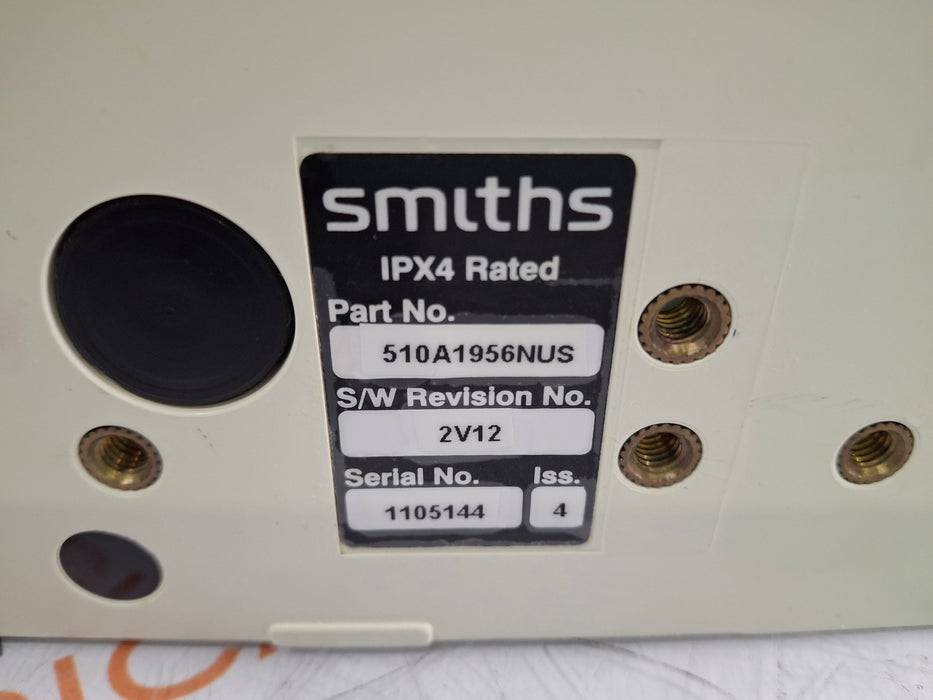 smiths
IPX4 Rated
Part No.
510A1956NUS
S/W Revision No.
2V12
Serial No. Iss.
1105144 4